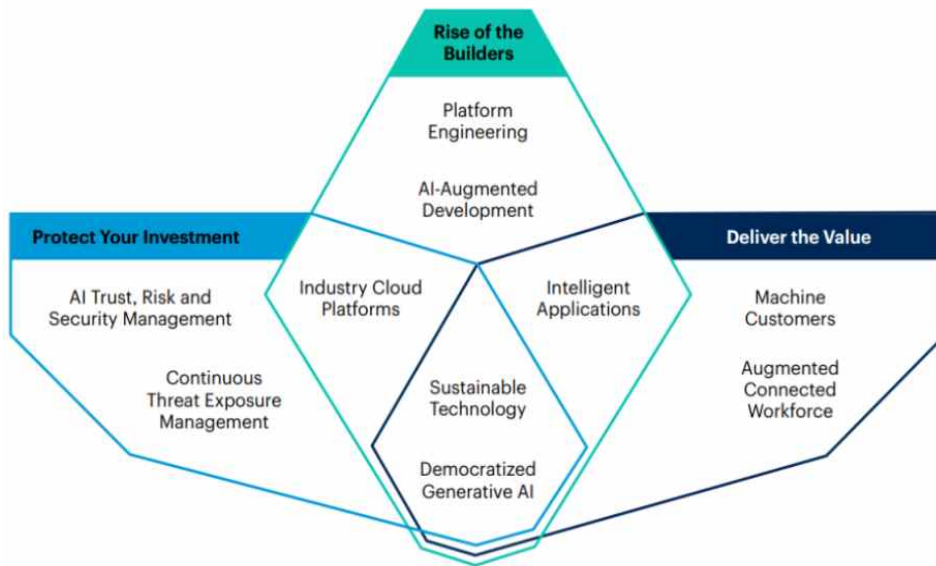 Rise of the
Builders
Platform
Engineering
AI-Augmented
Development
Protect Your Investment
Deliver the Value
AI Trust, Risk and
Security Management
Industry Cloud
Platforms
Intelligent
Applications
Machine
Customers
Continuous
Threat Exposure
Management
Sustainable
Technology
Augmented
Connected
Workforce
Democratized
Generative AI